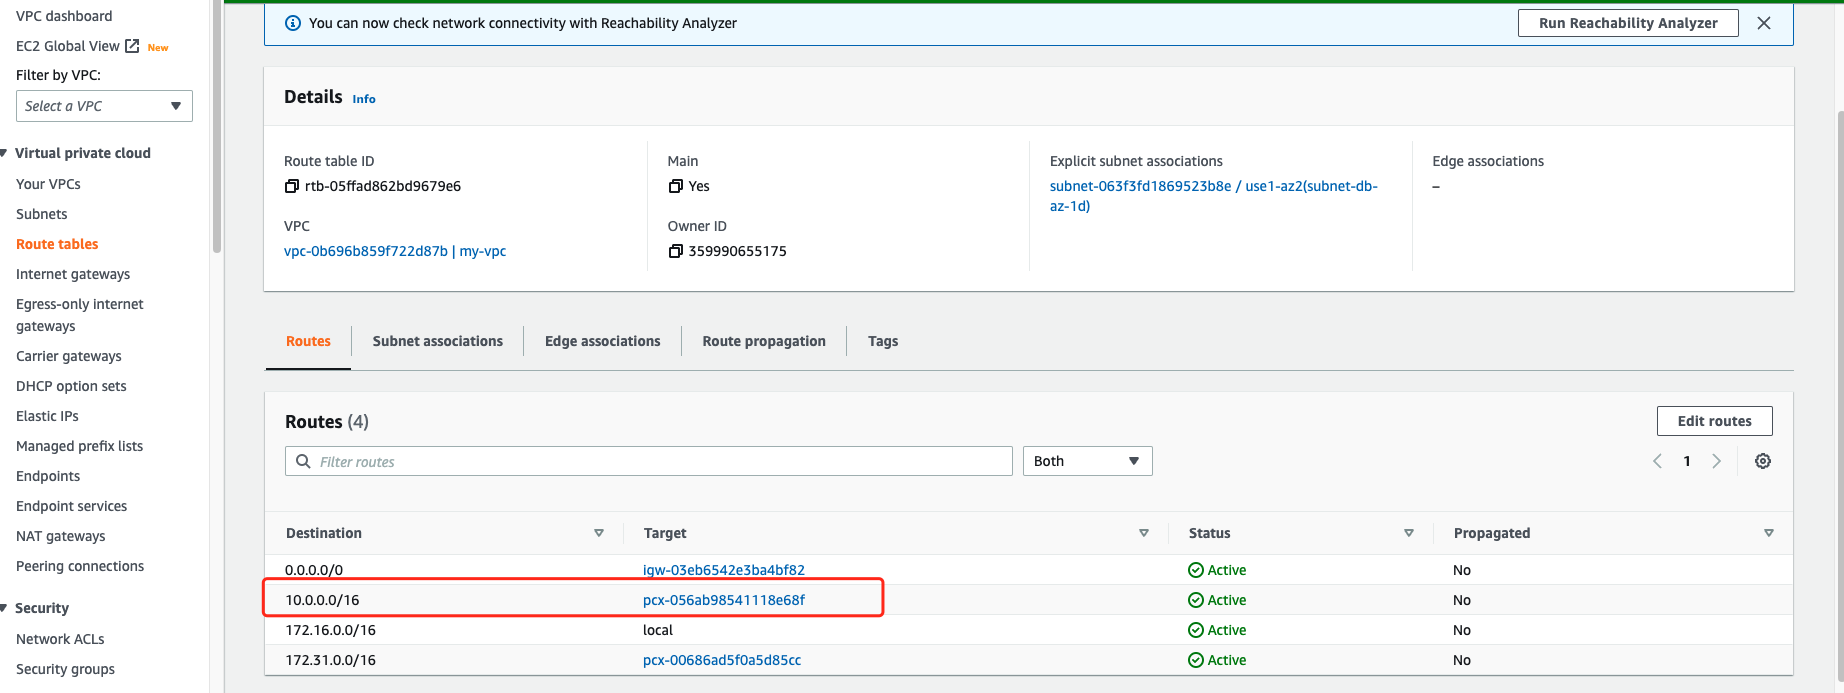 VPC dashboard
EC2 Global View New
Filter by VPC:
Select a VPC
Virtual private cloud
Your VPCs
Subnets
Route tables
Internet gateways
Egress-only internet
gateways
Carrier gateways
DHCP option sets
Elastic IPs
Managed prefix lists
Endpoints
Endpoint services
NAT gateways
Peering connections
Security
Network ACLs
Security groups
You can now check network connectivity with Reachability Analyzer
Run Reachability Analyzer
Details Info
Route table ID
rtb-05ffad862bd9679e6
VPC
vpc-0b696b859f722d87b | my-vpc
Main
Yes
Owner ID
359990655175
Explicit subnet associations
subnet-063f3fd1869523b8e / use1-az2(subnet-db-
az-1d)
Edge associations
–
Routes Subnet associations Edge associations Route propagation Tags
Routes (4)
Edit routes
Filter routes
Both
1
Destination Target Status Propagated
0.0.0.0/0 igw-03eb6542e3ba4bf82 Active No
10.0.0.0/16 pcx-056ab98541118e68f Active No
172.16.0.0/16 local Active No
172.31.0.0/16 pcx-00686ad5f0a5d85cc Active No